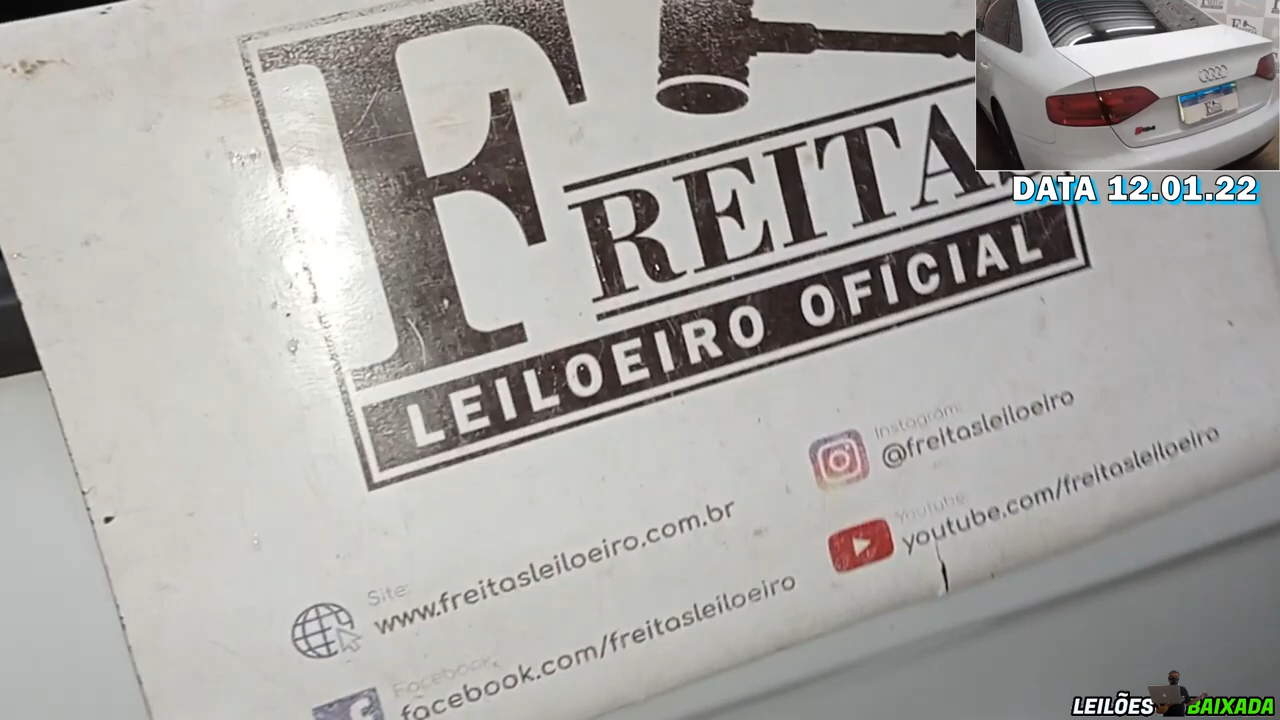 FREITAS
LEILOEIRO OFICIAL
DATA 12.01.22
Instagram:
@freitasleiloeiro
Youtube:
youtube.com/freitasleiloeiro
Site:
www.freitasleiloeiro.com.br
Facebook:
facebook.com/freitasleiloeiro
LEILÕES BAIXADA